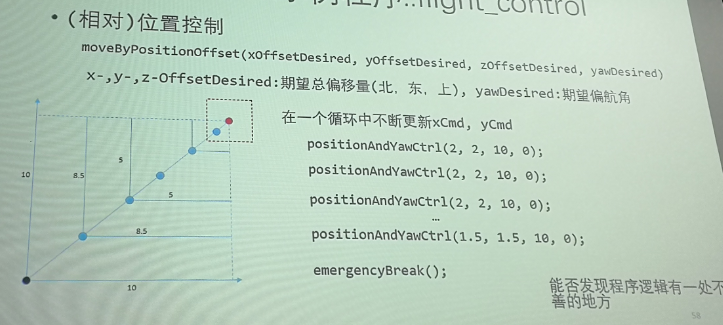 light_control
• (相对)位置控制
moveByPositionOffset(xOffsetDesired, yOffsetDesired, zOffsetDesired, yawDesired)
x-,y-,z-OffsetDesired:期望总偏移量(北, 东, 上), yawDesired:期望偏航角
在一个循环中不断更新xCmd, yCmd
positionAndYawCtrl(2, 2, 10, 0);
positionAndYawCtrl(2, 2, 10, 0);
positionAndYawCtrl(2, 2, 10, 0);
…
positionAndYawCtrl(1.5, 1.5, 10, 0);
emergencyBreak();
10
8.5
5
5
8.5
10
能否发现程序逻辑有一处不
善的地方
58